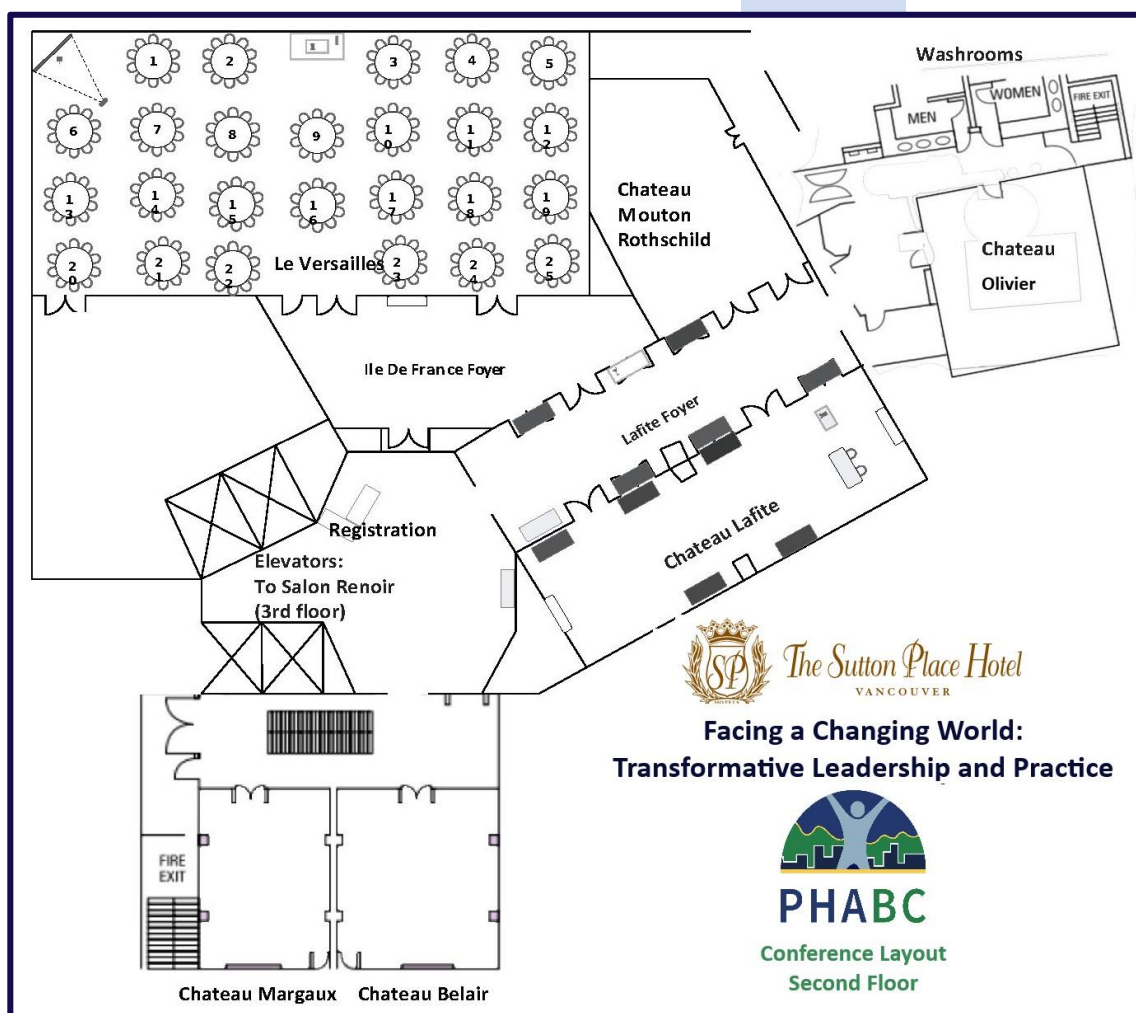 Washrooms
1
2
1
3
4
5
WOMEN
FIRE EXIT
MEN
6
7
8
9
10
11
12
13
14
15
16
17
18
19
Chateau
Mouton
Rothschild
Chateau
Olivier
20
21
22
Le Versailles
23
24
25
Ile De France Foyer
Lafite Foyer
Registration
Chateau Lafite
Elevators:
To Salon Renoir
(3rd floor)
SP
HOTELS
The Sutton Place Hotel
VANCOUVER
Facing a Changing World:
Transformative Leadership and Practice
FIRE
EXIT
PHABC
Conference Layout
Second Floor
Chateau Margaux
Chateau Belair